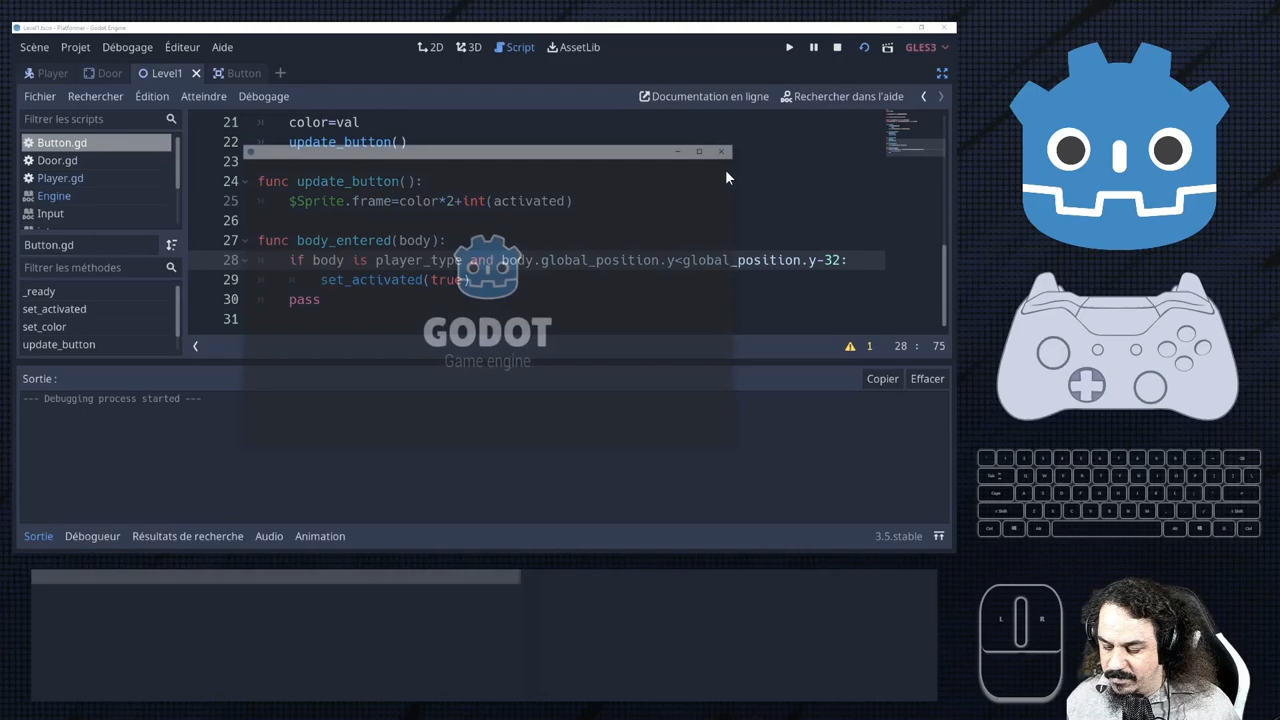 Level1.tscn - Platformer - Godot Engine
Scène Projet Débogage Éditeur Aide
2D 3D Script AssetLib
GLES3
Player Door Level1 Button
Fichier Rechercher Édition Atteindre Débogage
Documentation en ligne Rechercher dans l'aide
Filtrer les scripts
Button.gd
Door.gd
Player.gd
Engine
Input
Button.gd
Filtrer les méthodes
_ready
set_activated
set_color
update_button
21 color=val
22 update_button()
23
24 func update_button():
25 $Sprite.frame=color*2+int(activated)
26
27 func body_entered(body):
28 if body is player_type and body.global_position.y<global_position.y-32:
29 set_activated(true)
30 pass
31
GODOT
Game engine
1 28 : 75
Sortie :
Copier Effacer
--- Debugging process started ---
Sortie Débogueur Résultats de recherche Audio Animation
3.5.stable
L R